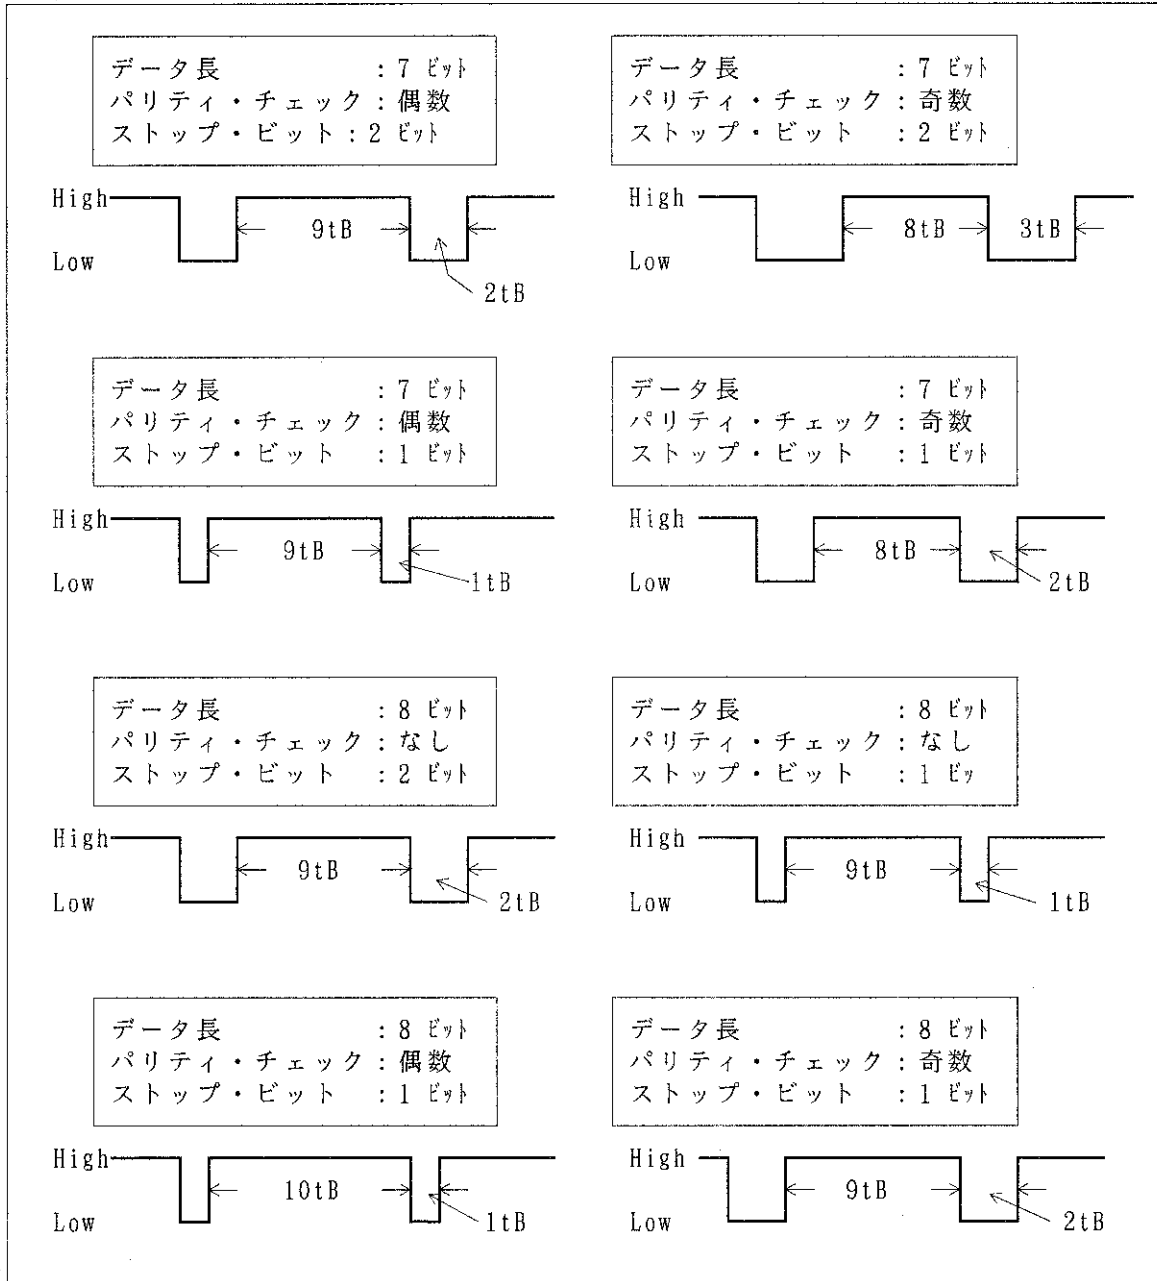 データ長 : 7 ビット
パリティ・チェック : 偶数
ストップ・ビット : 2 ビット
High
9tB
Low
2tB
データ長 : 7 ビット
パリティ・チェック : 奇数
ストップ・ビット : 2 ビット
High
8tB
3tB
Low
データ長 : 7 ビット
パリティ・チェック : 偶数
ストップ・ビット : 1 ビット
High
9tB
Low
1tB
データ長 : 7 ビット
パリティ・チェック : 奇数
ストップ・ビット : 1 ビット
High
8tB
Low
2tB
データ長 : 8 ビット
パリティ・チェック : なし
ストップ・ビット : 2 ビット
High
9tB
Low
2tB
データ長 : 8 ビット
パリティ・チェック : なし
ストップ・ビット : 1 ビッ
High
9tB
Low
1tB
データ長 : 8 ビット
パリティ・チェック : 偶数
ストップ・ビット : 1 ビット
High
10tB
Low
1tB
データ長 : 8 ビット
パリティ・チェック : 奇数
ストップ・ビット : 1 ビット
High
9tB
Low
2tB